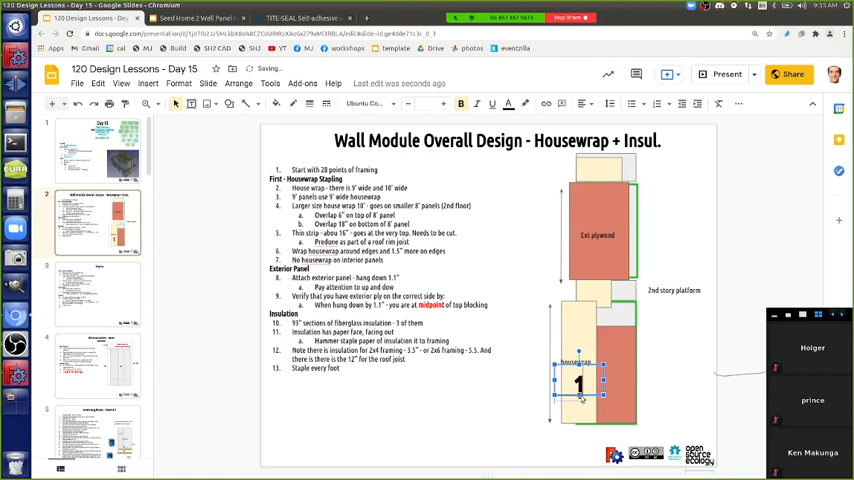 120 Design Lessons - Day 15 - Google Slides - Chromium
9:15 AM
120 Design Lessons - Day 15
Seed Home 2 Wall Panel
TITE-SEAL Self-adhesive
ID: 657 457 5873
Stop Share
Apps
Gmail
cal
MJ
Build
SH2 CAD
SH2
YT
MJ
workshops
template
Drive
photos
eventzilla
120 Design Lessons - Day 15
Saving...
File Edit View Insert Format Slide Arrange Tools Add-ons Help
Last edit was seconds ago
Present
Share
Ubuntu Co...
B I U A
Wall Module Overall Design - Housewrap + Insul.
1. Start with 28 points of framing
First - Housewrap Stapling
2. House wrap - there is 9' wide and 10' wide
3. 9' panels use 9' wide housewrap
4. Larger size house wrap 10' - goes on smaller 8' panels (2nd floor)
a. Overlap 6" on top of 8' panel
b. Overlap 18" on bottom of 8' panel
5. Thin strip - abou 16" - goes at the very top. Needs to be cut.
a. Predone as part of a roof rim joist
6. Wrap housewrap around edges and 1.5" more on edges
7. No housewrap on interior panels
Exterior Panel
8. Attach exterior panel - hang down 1.1"
a. Pay attention to up and dow
9. Verify that you have exterior ply on the correct side by:
a. When hung down by 1.1" - you are at midpoint of top blocking
Insulation
10. 93" sections of fiberglass insulation - 3 of them
11. Insulation has paper face, facing out
a. Hammer staple paper of insulation it to framing
12. Note there is insulation for 2x4 framing - 3.5" - or 2x6 framing - 5.5. And
there is there is the 12" for the roof joist
13. Staple every foot
Ext plywood
2nd story platform
housewrap
1
OPEN
SOURCE
ECOLOGY
Holger
prince
Ken Makunga
1
Day 15
2
3
4
5